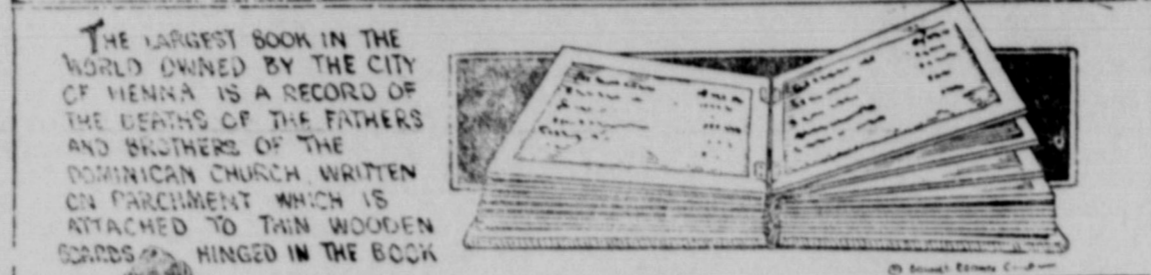 THE LARGEST BOOK IN THE
WORLD OWNED BY THE CITY
OF VIENNA IS A RECORD OF
THE DEATHS OF THE FATHERS
AND BROTHERS OF THE
DOMINICAN CHURCH WRITTEN
ON PARCHMENT WHICH IS
ATTACHED TO THIN WOODEN
BOARDS HINGED IN THE BOOK
©